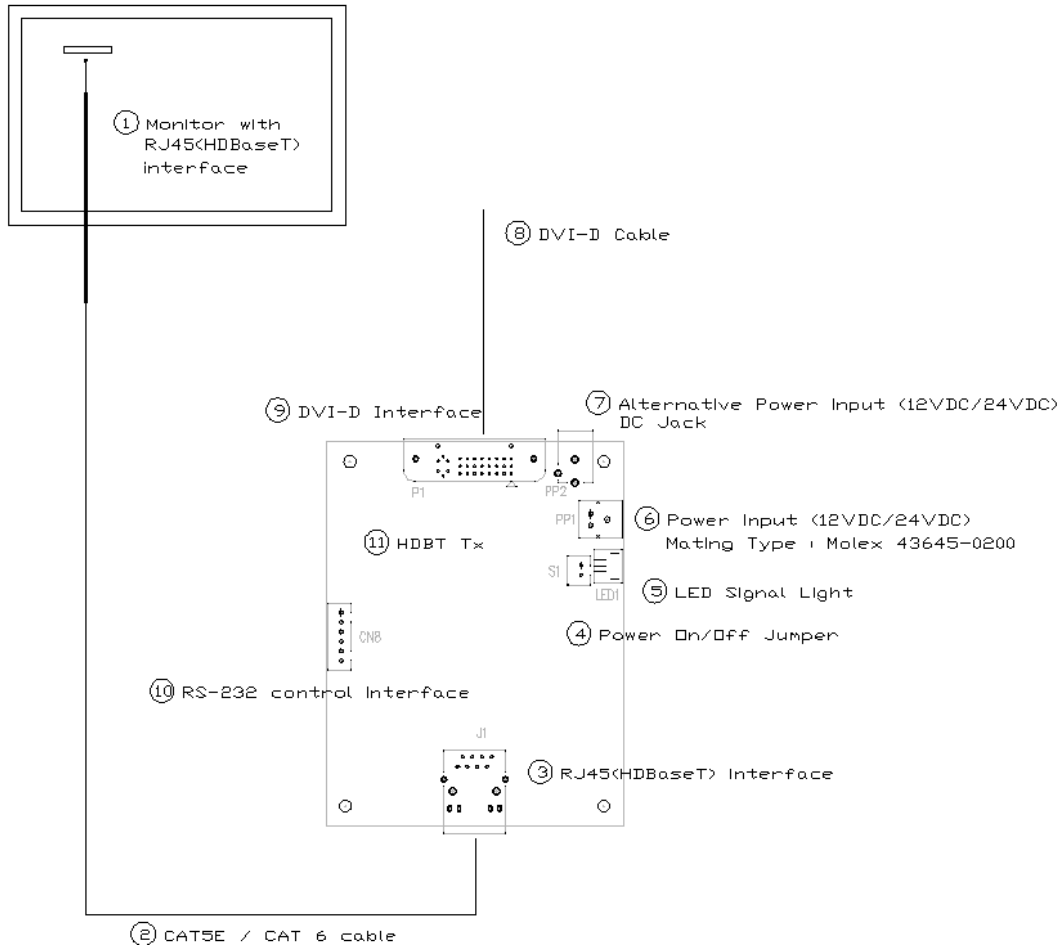 ① Monitor with
RJ45(HDBaseT)
interface
⑧ DVI-D Cable
⑨ DVI-D Interface
⑦ Alternative Power Input (12VDC/24VDC)
DC Jack
P1
PP2
PP1
⑥ Power Input (12VDC/24VDC)
Mating Type : Molex 43645-0200
⑪ HDBT Tx
S1
LED1
⑤ LED Signal Light
④ Power On/Off Jumper
CN8
⑩ RS-232 control Interface
J1
③ RJ45(HDBaseT) Interface
② CAT5E / CAT 6 cable